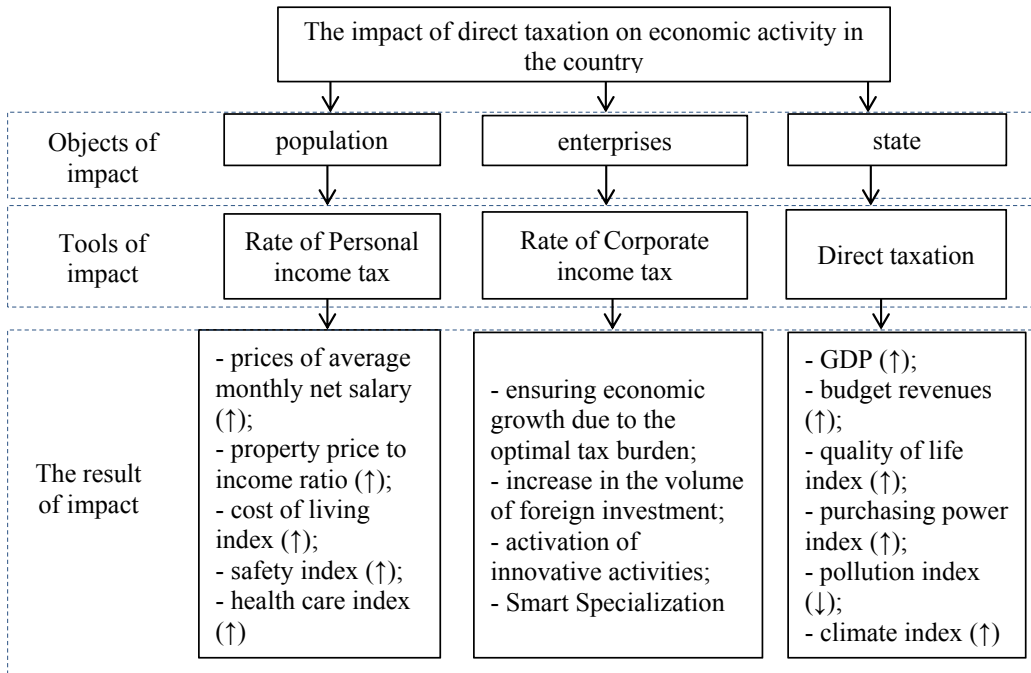 The impact of direct taxation on economic activity in
the country
Objects of
impact
population
enterprises
state
Tools of
impact
Rate of Personal
income tax
Rate of Corporate
income tax
Direct taxation
The result
of impact
- prices of average
monthly net salary
(↑);
- property price to
income ratio (↑);
- cost of living
index (↑);
- safety index (↑);
- health care index
(↑)
- ensuring economic
growth due to the
optimal tax burden;
- increase in the volume
of foreign investment;
- activation of
innovative activities;
- Smart Specialization
- GDP (↑);
- budget revenues
(↑);
- quality of life
index (↑);
- purchasing power
index (↑);
- pollution index
(↓);
- climate index (↑)